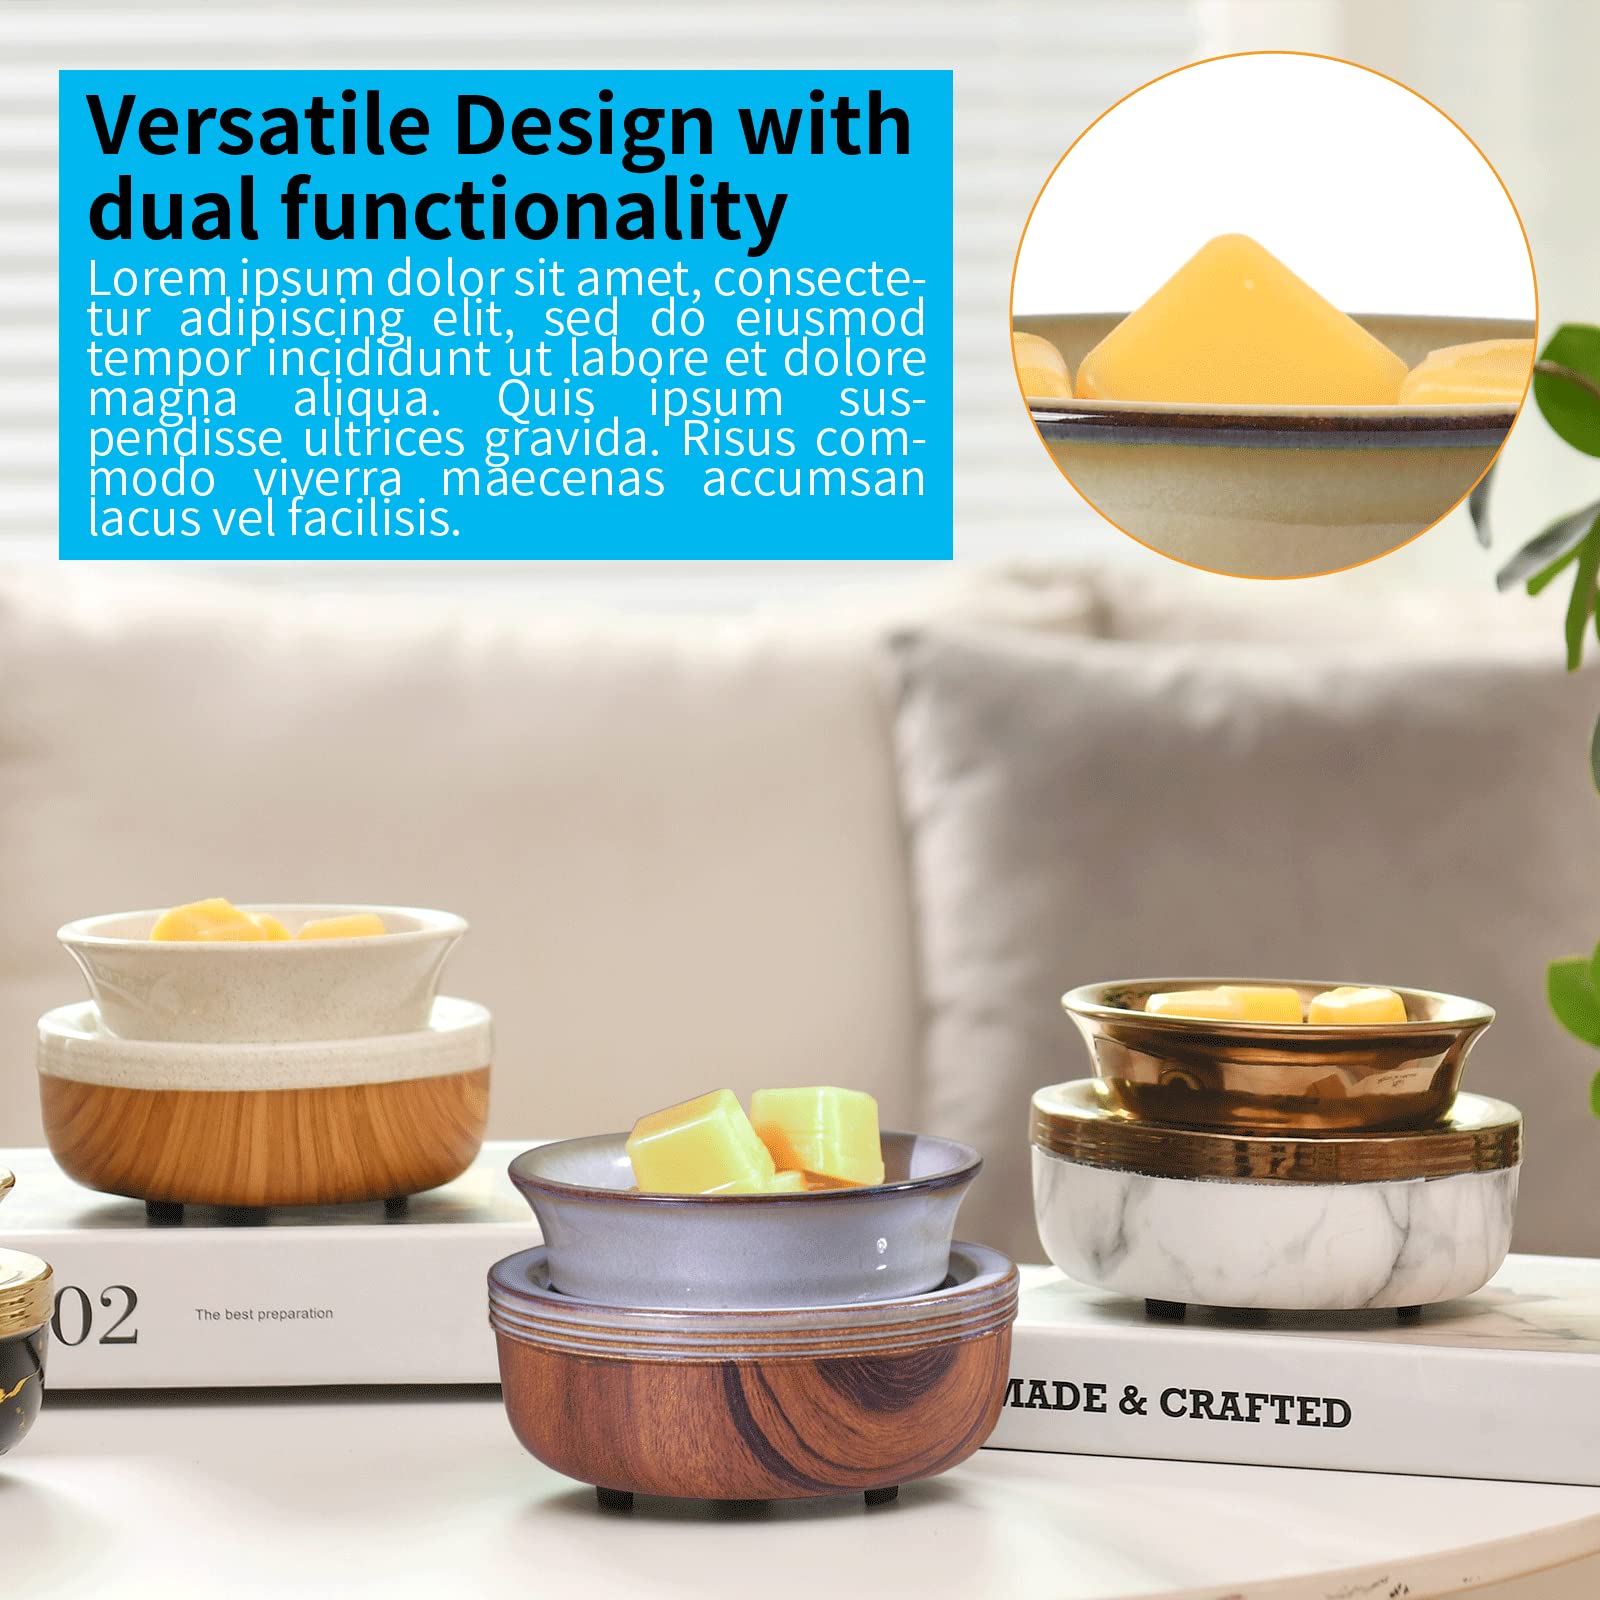 Versatile Design with
dual functionality
Lorem ipsum dolor sit amet, consecte-
tur adipiscing elit, sed do eiusmod
tempor incididunt ut labore et dolore
magna aliqua. Quis ipsum sus-
pendisse ultrices gravida. Risus com-
modo viverra maecenas accumsan
lacus vel facilisis.
02
The best preparation
MADE & CRAFTED